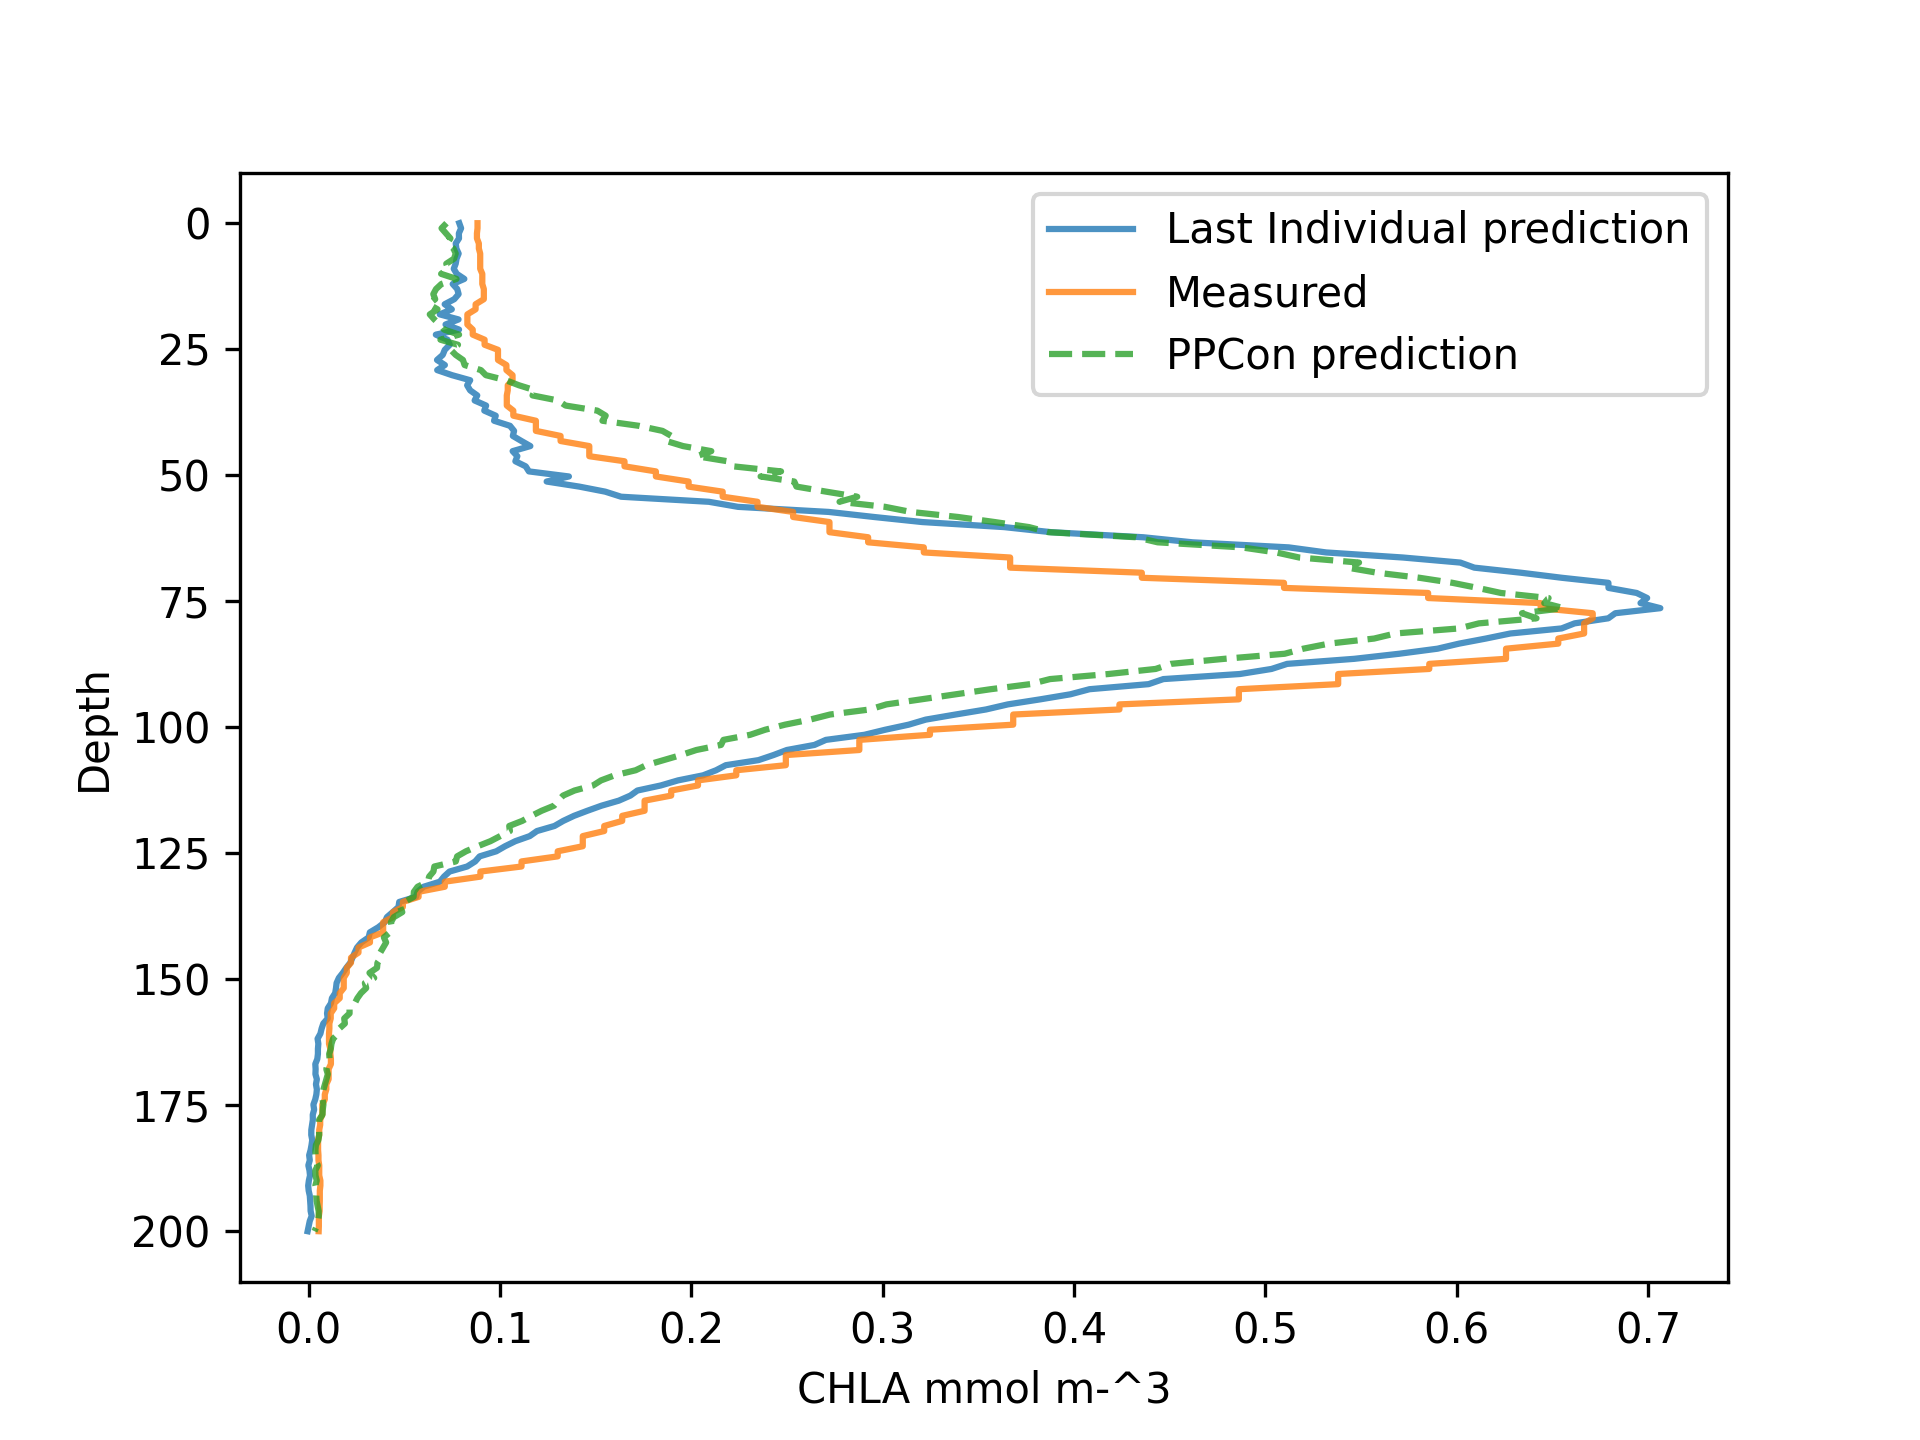 Last Individual prediction
Measured
PPCon prediction
0
25
50
75
100
125
150
175
200
Depth
0.0 0.1 0.2 0.3 0.4 0.5 0.6 0.7
CHLA mmol m-^3